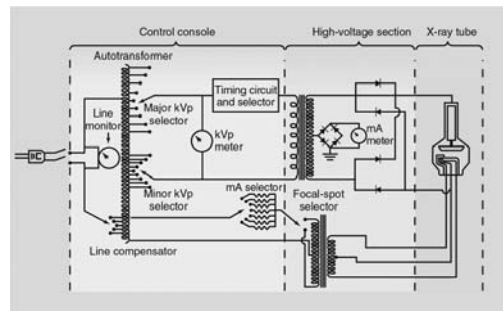 Control console
High-voltage section
X-ray tube
Autotransformer
Line
monitor
Major kVp
selector
Timing circuit
and selector
kVp
meter
mA
meter
Minor kVp
selector
mA selector
Focal-spot
selector
Line compensator